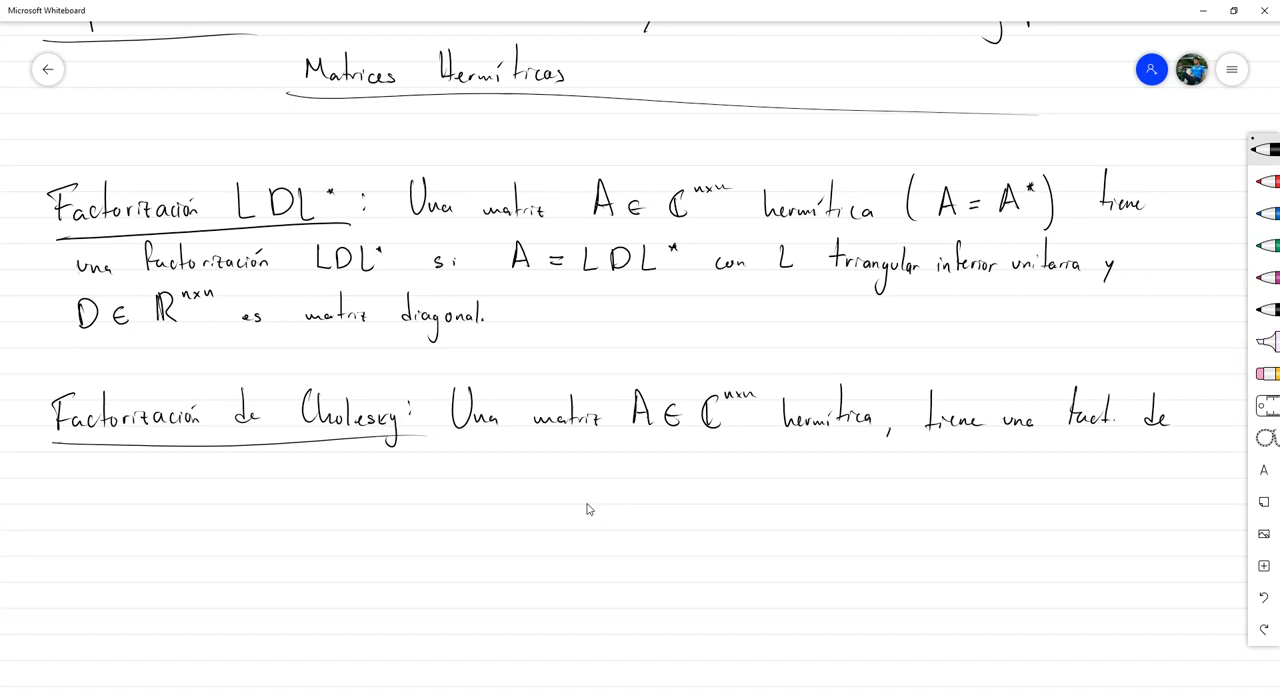 Microsoft Whiteboard
Matrices Hermíticas
Factorización LDL* : Una matriz A ∈ ℂⁿˣⁿ hermítica ( A = A* ) tiene
una factorización LDL* si A = LDL* con L triangular inferior unitaria y
D ∈ ℝⁿˣⁿ es matriz diagonal.
Factorización de Cholesky: Una matriz A ∈ ℂⁿˣⁿ hermítica, tiene una fact. de
A